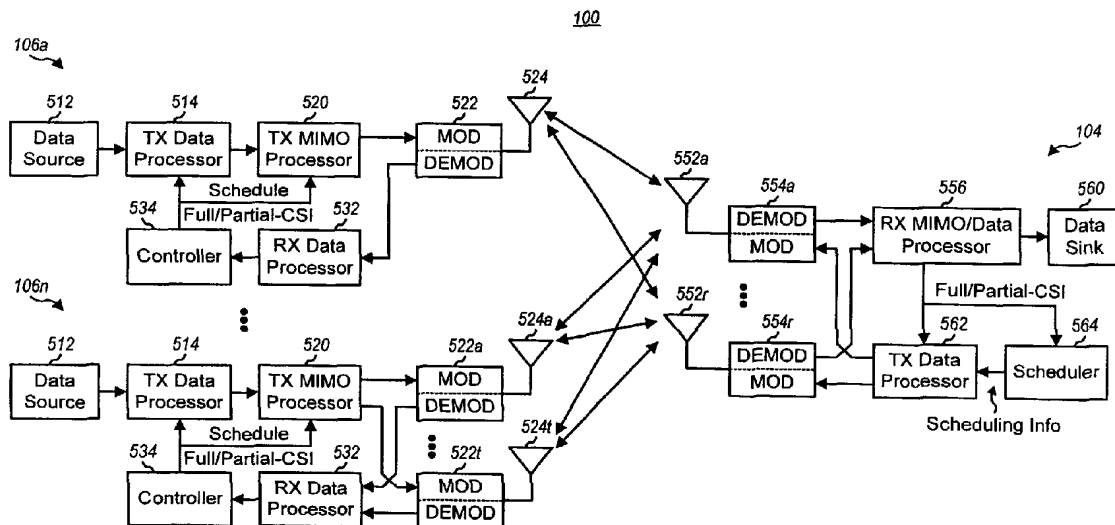 100
106a
512
Data
Source
514
TX Data
Processor
520
TX MIMO
Processor
522
MOD
DEMOD
524
Schedule
Full/Partial-CSI
534
Controller
532
RX Data
Processor
106n
512
Data
Source
514
TX Data
Processor
520
TX MIMO
Processor
522a
MOD
DEMOD
524a
Schedule
Full/Partial-CSI
534
Controller
532
RX Data
Processor
522t
MOD
DEMOD
524t
104
552a
554a
DEMOD
MOD
556
RX MIMO/Data
Processor
560
Data
Sink
Full/Partial-CSI
552r
554r
DEMOD
MOD
562
TX Data
Processor
564
Scheduler
Scheduling Info